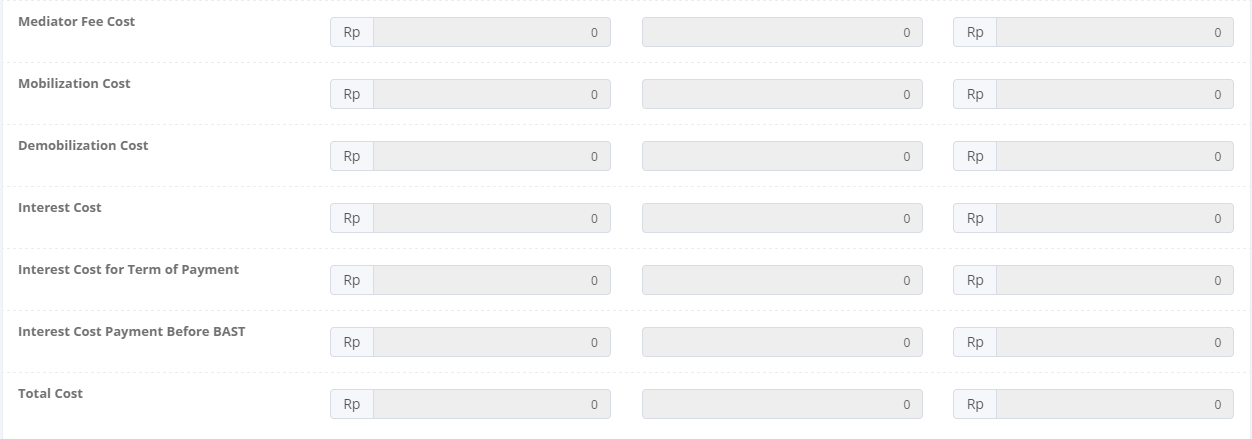 Mediator Fee Cost Rp 0 0 Rp 0
Mobilization Cost Rp 0 0 Rp 0
Demobilization Cost Rp 0 0 Rp 0
Interest Cost Rp 0 0 Rp 0
Interest Cost for Term of Payment Rp 0 0 Rp 0
Interest Cost Payment Before BAST Rp 0 0 Rp 0
Total Cost Rp 0 0 Rp 0